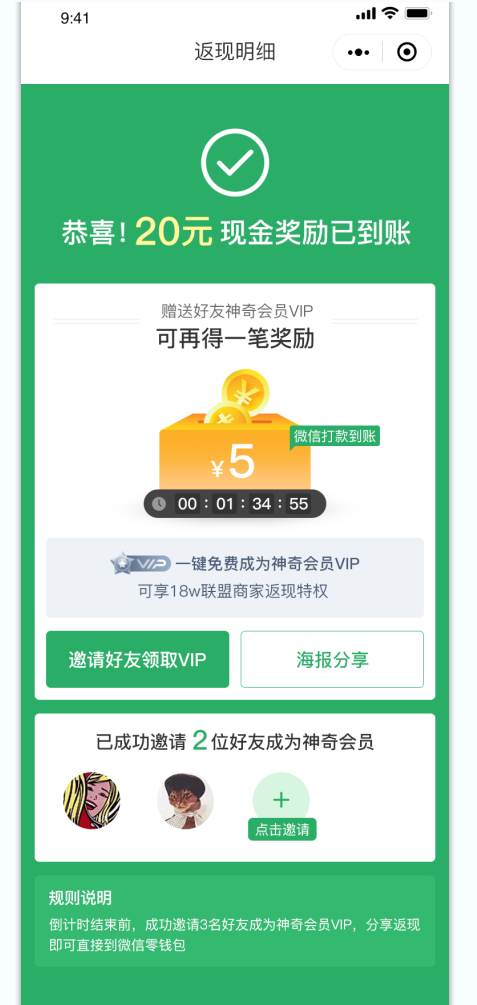 9:41
返现明细
恭喜！20元 现金奖励已到账
赠送好友神奇会员VIP
可再得一笔奖励
微信打款到账
¥5
00 : 01 : 34 : 55
VIP 一键免费成为神奇会员VIP
可享18w联盟商家返现特权
邀请好友领取VIP
海报分享
已成功邀请 2 位好友成为神奇会员
点击邀请
规则说明
倒计时结束前，成功邀请3名好友成为神奇会员VIP，分享返现
即可直接到微信零钱包